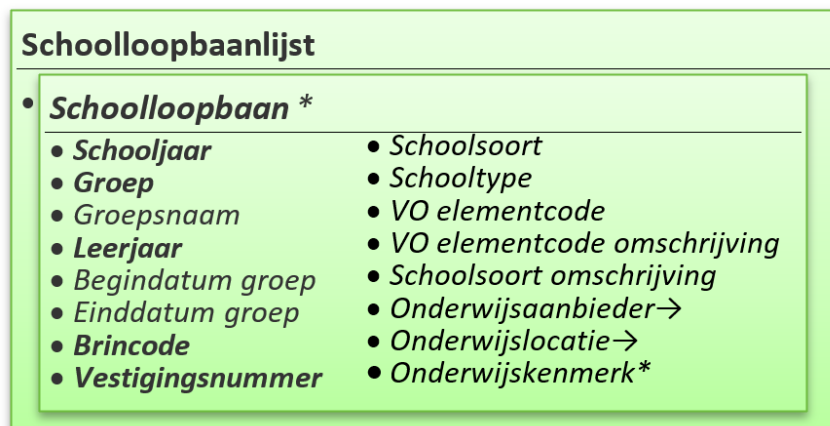 Schoolloopbaanlijst
• Schoolloopbaan *
• Schooljaar
• Groep
• Groepsnaam
• Leerjaar
• Begindatum groep
• Einddatum groep
• Brincode
• Vestigingsnummer
• Schoolsoort
• Schooltype
• VO elementcode
• VO elementcode omschrijving
• Schoolsoort omschrijving
• Onderwijsaanbieder→
• Onderwijslocatie→
• Onderwijskenmerk*